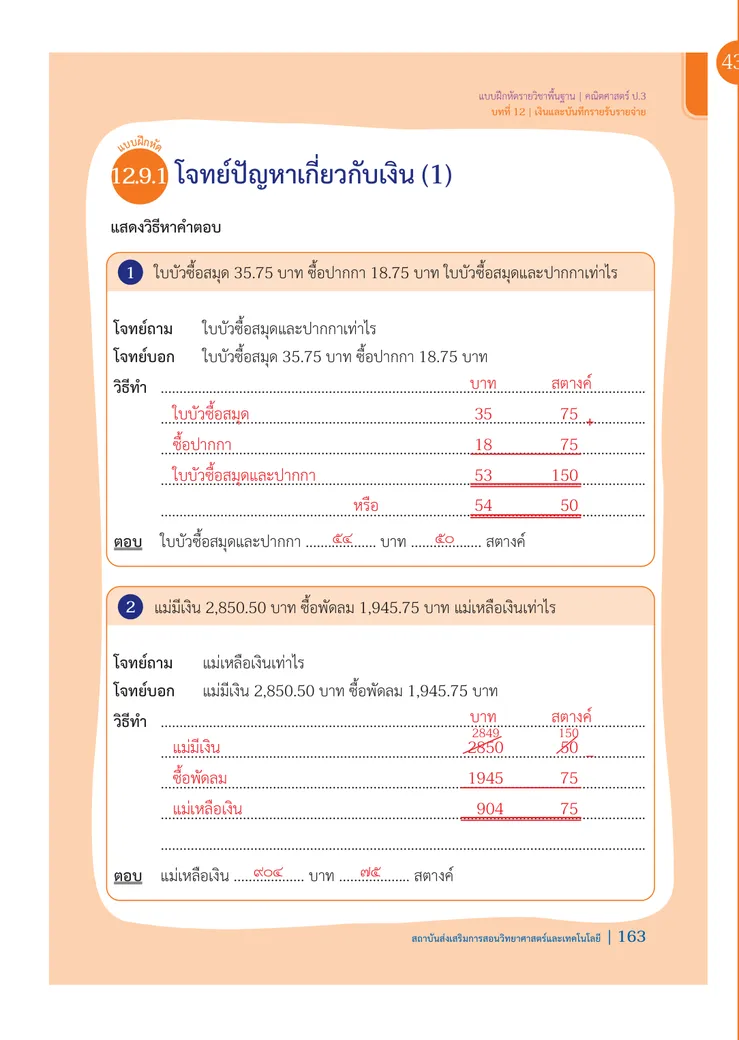 43
แบบฝึกหัดรายวิชาพื้นฐาน | คณิตศาสตร์ ป.3
บทที่ 12 | เงินและบันทึกรายรับรายจ่าย
แบบฝึกหัด
12.9.1 โจทย์ปัญหาเกี่ยวกับเงิน (1)
แสดงวิธีหาคำตอบ
1 ใบบัวซื้อสมุด 35.75 บาท ซื้อปากกา 18.75 บาท ใบบัวซื้อสมุดและปากกาเท่าไร
โจทย์ถาม ใบบัวซื้อสมุดและปากกาเท่าไร
โจทย์บอก ใบบัวซื้อสมุด 35.75 บาท ซื้อปากกา 18.75 บาท
วิธีทำ บาท สตางค์
ใบบัวซื้อสมุด 35 75 +
ซื้อปากกา 18 75
ใบบัวซื้อสมุดและปากกา 53 150
หรือ 54 50
ตอบ ใบบัวซื้อสมุดและปากกา ๕๔ บาท ๕๐ สตางค์
2 แม่มีเงิน 2,850.50 บาท ซื้อพัดลม 1,945.75 บาท แม่เหลือเงินเท่าไร
โจทย์ถาม แม่เหลือเงินเท่าไร
โจทย์บอก แม่มีเงิน 2,850.50 บาท ซื้อพัดลม 1,945.75 บาท
วิธีทำ บาท สตางค์
2849 150
แม่มีเงิน 2850 50 –
ซื้อพัดลม 1945 75
แม่เหลือเงิน 904 75
ตอบ แม่เหลือเงิน ๙๐๔ บาท ๗๕ สตางค์
สถาบันส่งเสริมการสอนวิทยาศาสตร์และเทคโนโลยี | 163